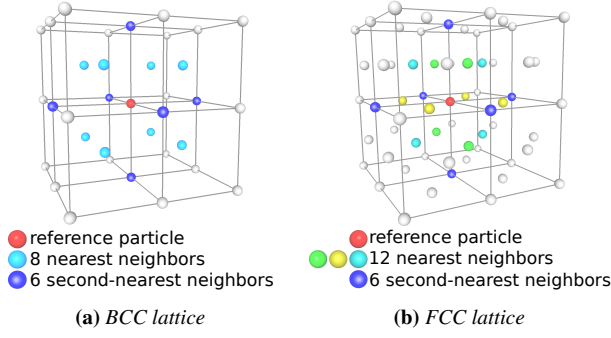 reference particle
8 nearest neighbors
6 second-nearest neighbors
(a) BCC lattice
reference particle
12 nearest neighbors
6 second-nearest neighbors
(b) FCC lattice